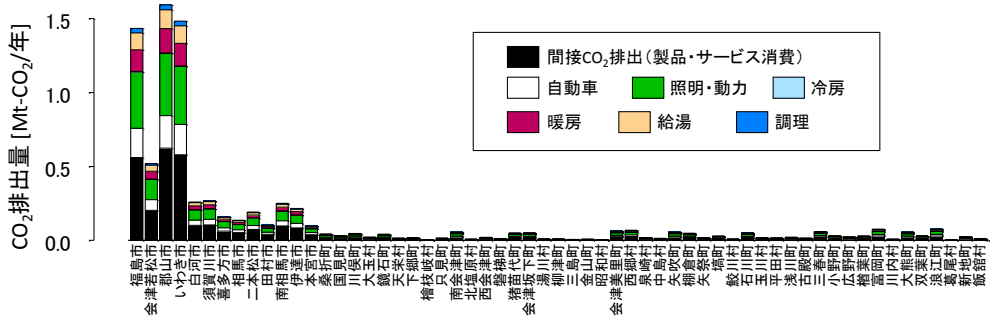 CO2排出量 [Mt-CO2/年]
1.5
1.0
0.5
0.0
間接CO2排出(製品・サービス消費)
自動車
照明・動力
冷房
暖房
給湯
調理
福島市
会津若松市
郡山市
いわき市
白河市
須賀川市
喜多方市
相馬市
二本松市
田村市
南相馬市
伊達市
本宮市
桑折町
国見町
川俣町
大玉村
鏡石町
天栄村
下郷町
檜枝岐村
只見町
南会津町
北塩原村
西会津町
磐梯町
猪苗代町
会津坂下町
湯川村
柳津町
三島町
金山町
昭和村
会津美里町
西郷村
泉崎村
中島村
矢吹町
棚倉町
矢祭町
塙町
鮫川村
石川町
玉川村
平田村
浅川町
古殿町
三春町
小野町
広野町
楢葉町
富岡町
川内村
大熊町
双葉町
浪江町
葛尾村
新地町
飯舘村